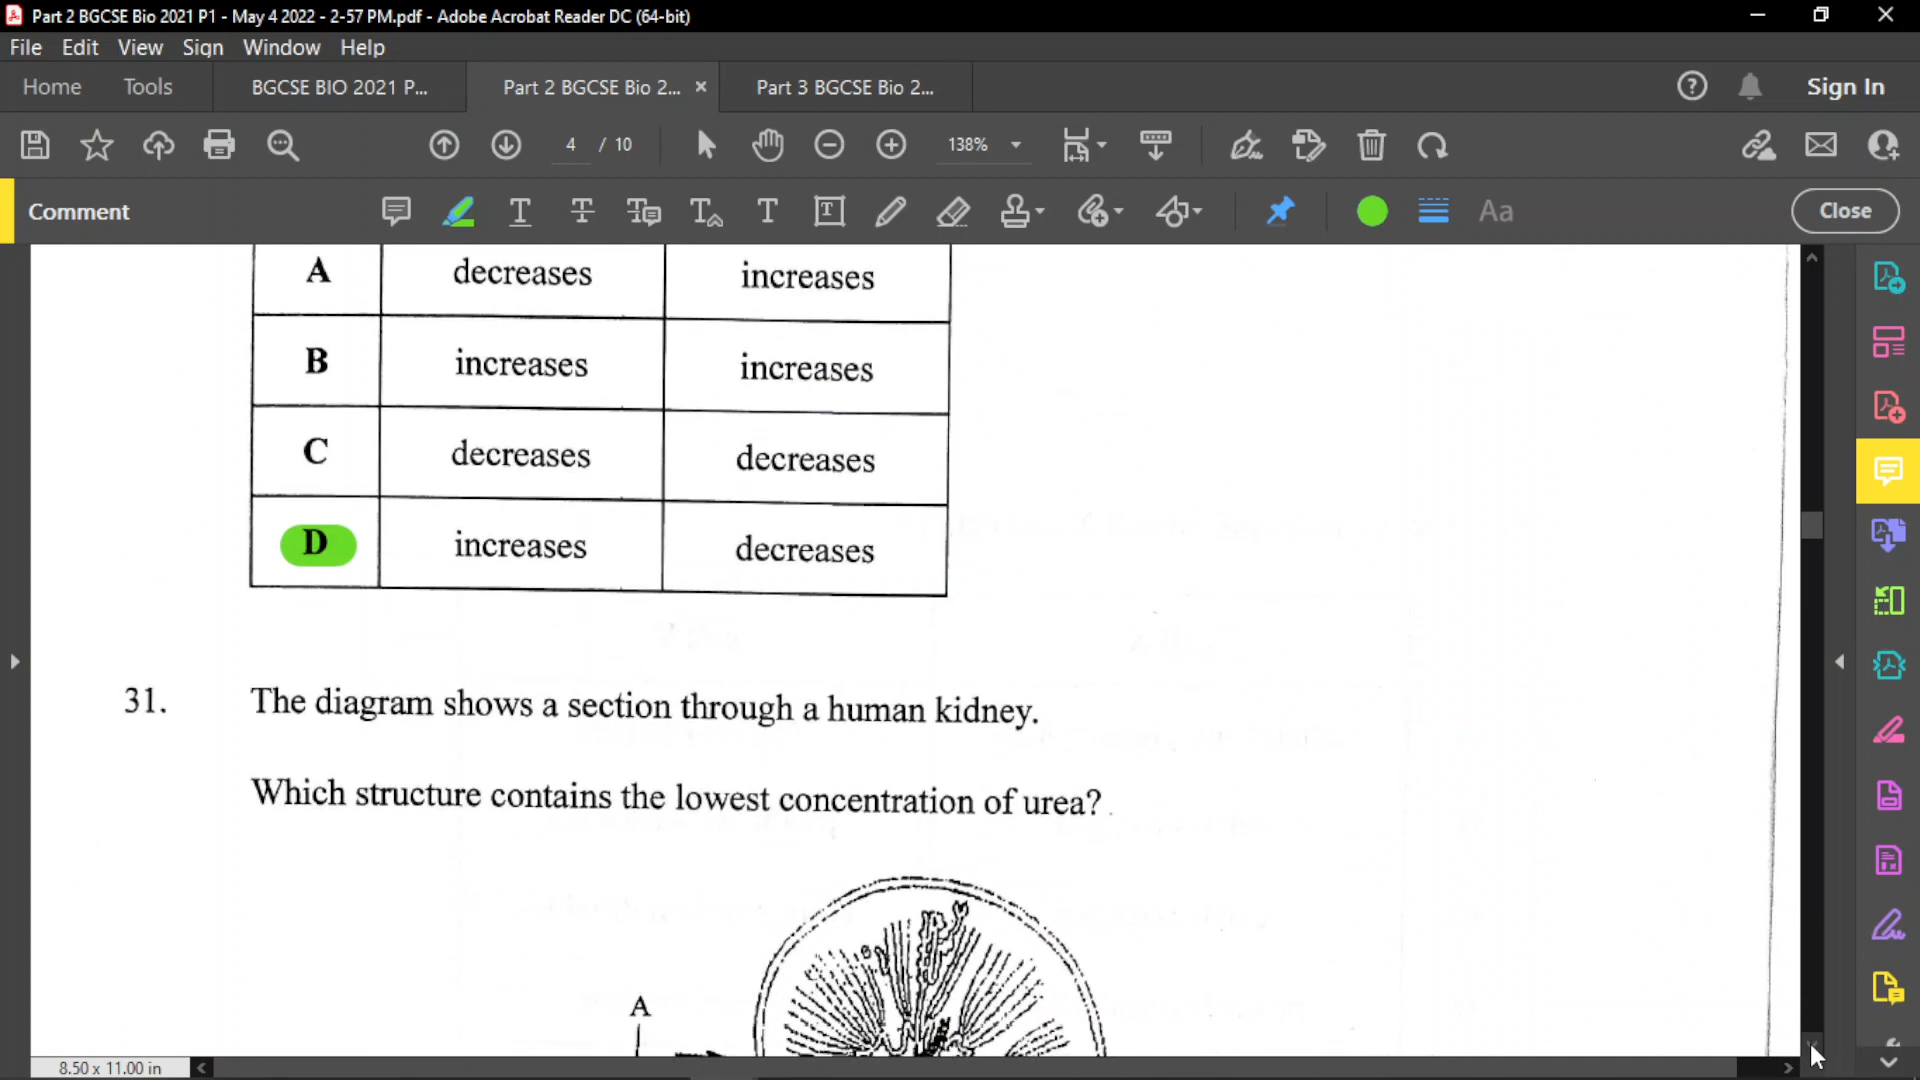 Part 2 BGCSE Bio 2021 P1 - May 4 2022 - 2-57 PM.pdf - Adobe Acrobat Reader DC (64-bit)
File Edit View Sign Window Help
Home Tools BGCSE BIO 2021 P... Part 2 BGCSE Bio 2... × Part 3 BGCSE Bio 2... Sign In
4 / 10 138%
Comment Aa Close
A decreases increases
B increases increases
C decreases decreases
D increases decreases
31. The diagram shows a section through a human kidney.
Which structure contains the lowest concentration of urea?
A
8.50 x 11.00 in